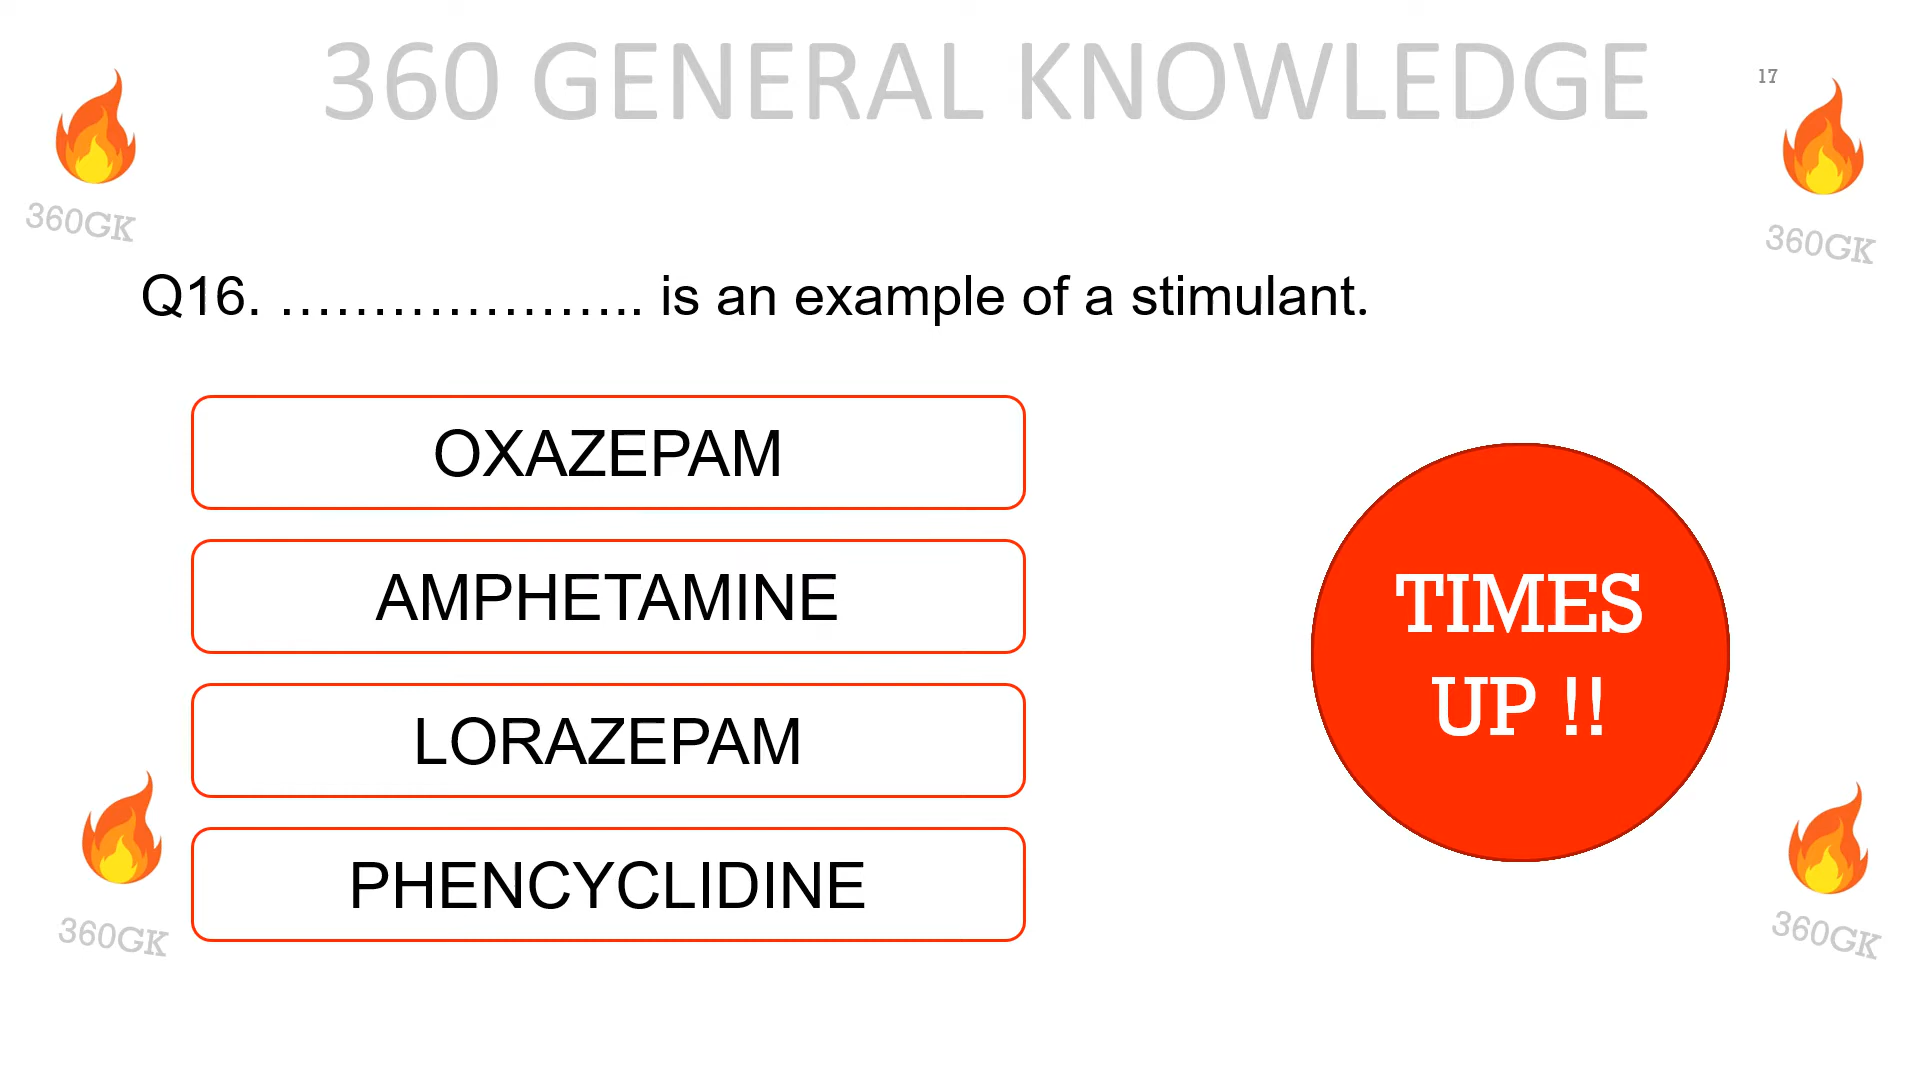 360 GENERAL KNOWLEDGE
17
360GK
360GK
Q16. ………………….. is an example of a stimulant.
OXAZEPAM
AMPHETAMINE
LORAZEPAM
PHENCYCLIDINE
TIMES
UP !!
360GK
360GK